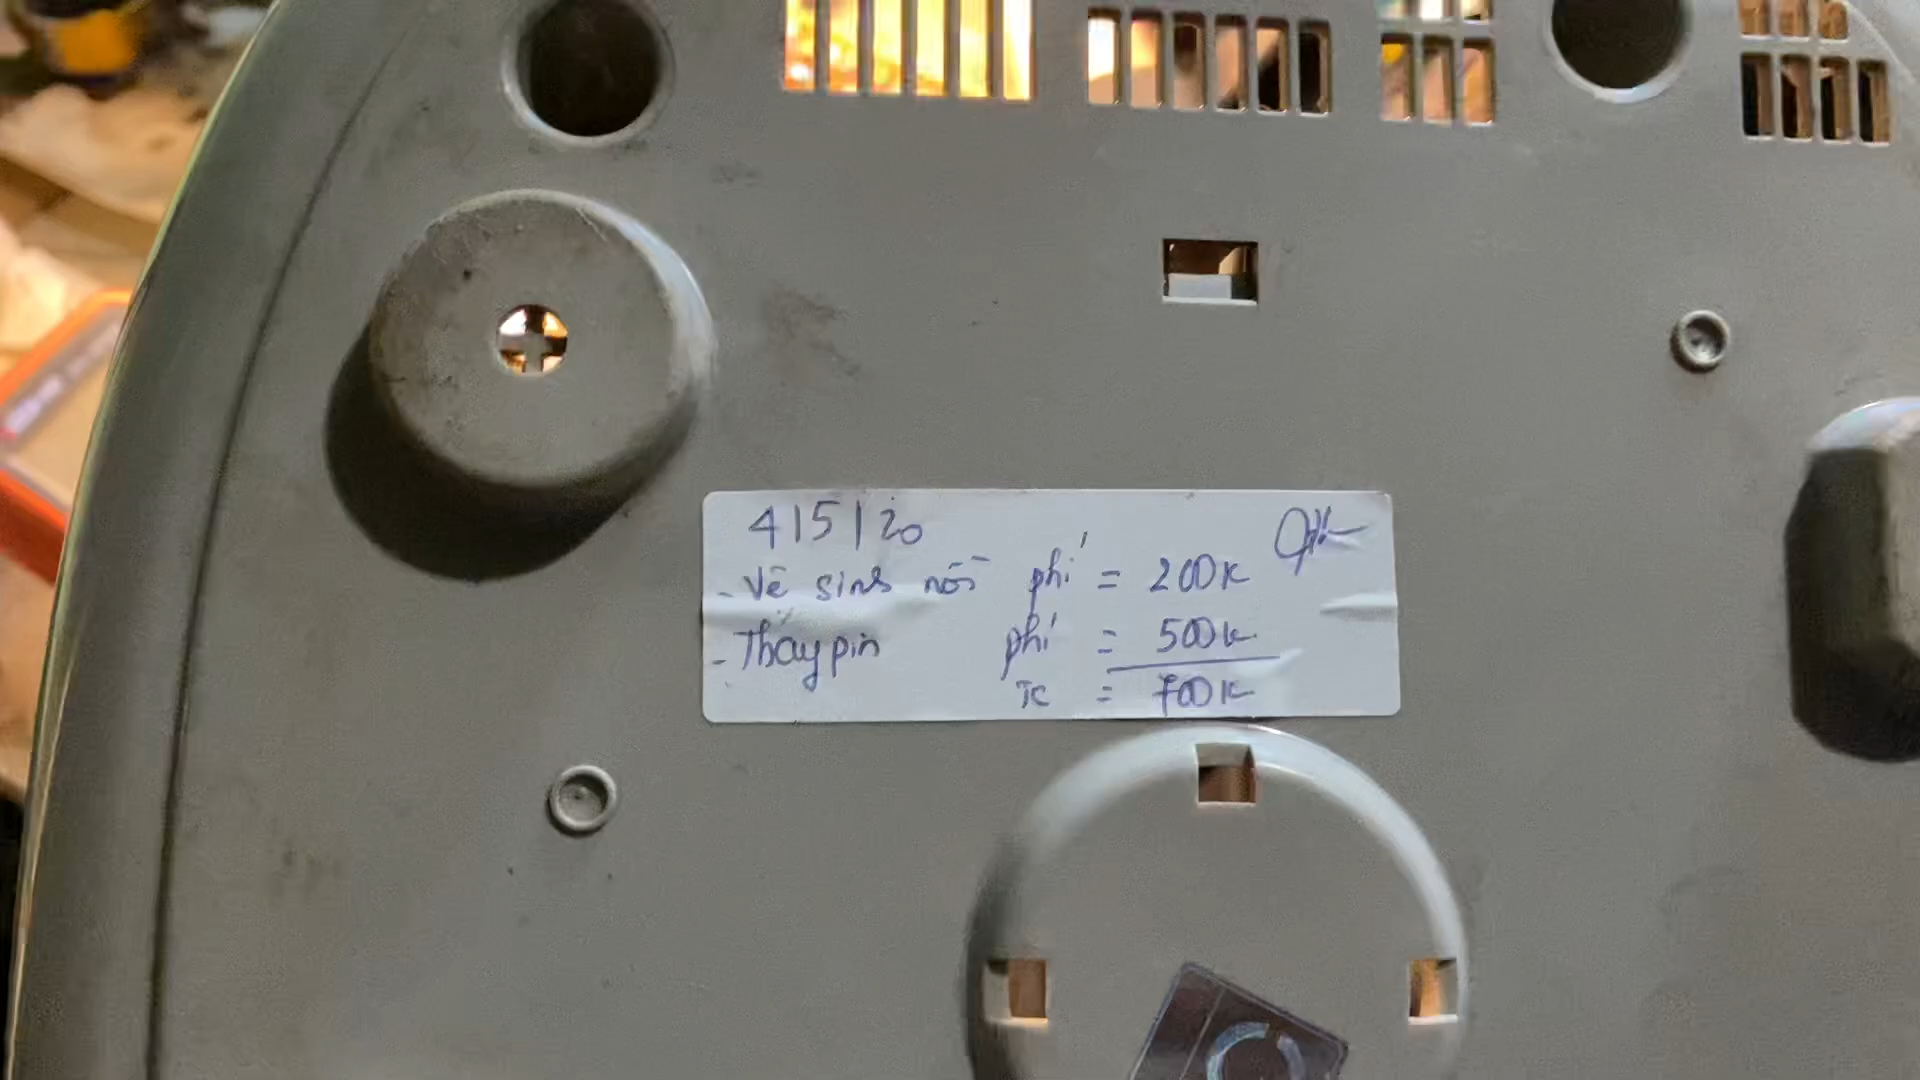 4/5/20
- Vệ sinh nồi phí = 200K
- Thay pin phí = 500K
TC = 700K